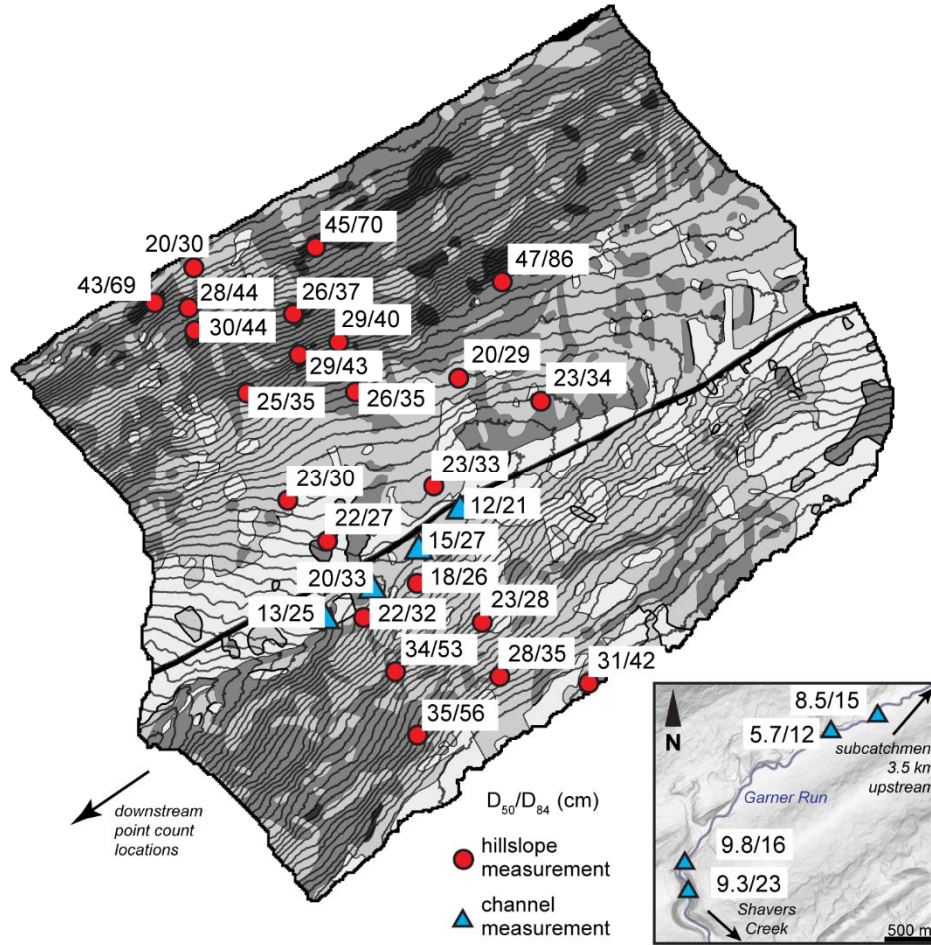 45/70
20/30
47/86
43/69
28/44
26/37
30/44
29/40
29/43
20/29
23/34
25/35
26/35
23/33
23/30
12/21
22/27
15/27
20/33
18/26
13/25
22/32
23/28
34/53
28/35
31/42
35/56
downstream
point count
locations
D50/D84 (cm)
hillslope
measurement
channel
measurement
N
8.5/15
5.7/12
subcatchment
3.5 km
upstream
Garner Run
9.8/16
9.3/23
Shavers
Creek
500 m